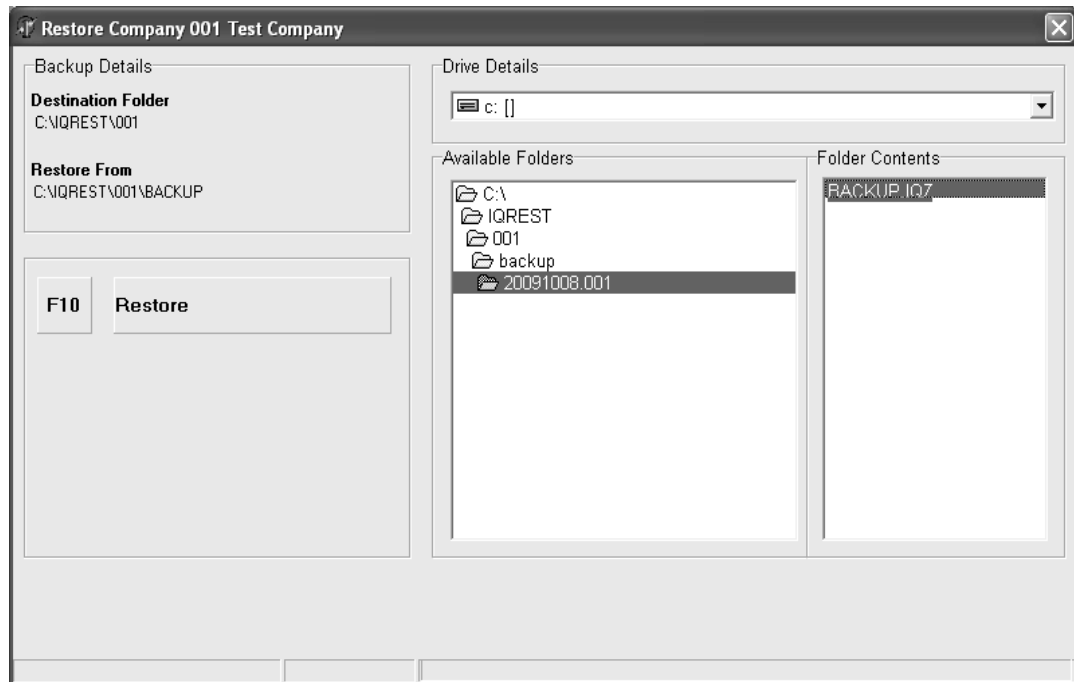 Restore Company 001 Test Company
Backup Details
Destination Folder
C:\IQREST\001
Restore From
C:\IQREST\001\BACKUP
F10 Restore
Drive Details
c: []
Available Folders
C:\
IQREST
001
backup
20091008.001
Folder Contents
BACKUP.IQZ